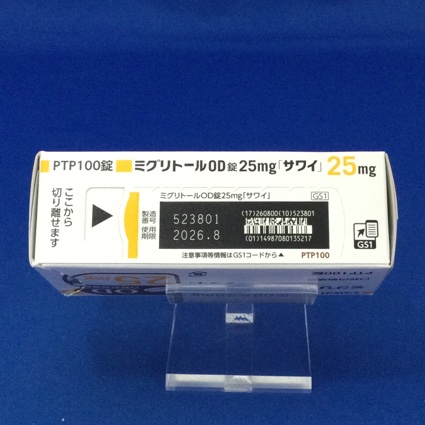 PTP100錠 ミグリトールOD錠25mg「サワイ」 25mg
ここから
切り離せます
ミグリトールOD錠25mg「サワイ」 GS1
製造番号 523801
使用期限 2026.8
(17)260800(10)523801
(01)14987080135217
注意事項等情報はGS1コードから▲ PTP100
GS1